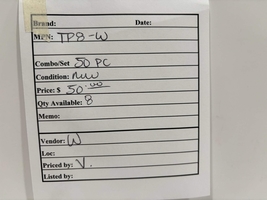 Brand: Date:
MPN: TP8-W
Combo/Set 50 PC
Condition: new
Price: $ 50.00
Qty Available: 8
Memo:
Vendor: W
Loc:
Priced by: V.
Listed by: